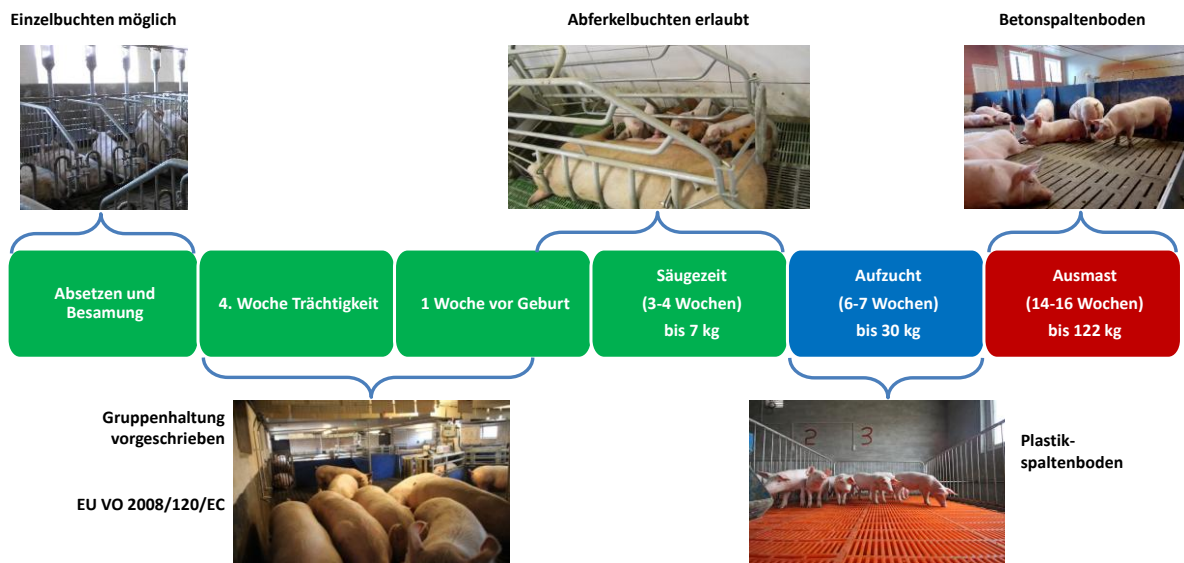 Einzelbuchten möglich
Abferkelbuchten erlaubt
Betonspaltenboden
Absetzen und
Besamung
4. Woche Trächtigkeit
1 Woche vor Geburt
Säugezeit
(3-4 Wochen)
bis 7 kg
Aufzucht
(6-7 Wochen)
bis 30 kg
Ausmast
(14-16 Wochen)
bis 122 kg
Gruppenhaltung
vorgeschrieben
EU VO 2008/120/EC
2
3
Plastik-
spaltenboden